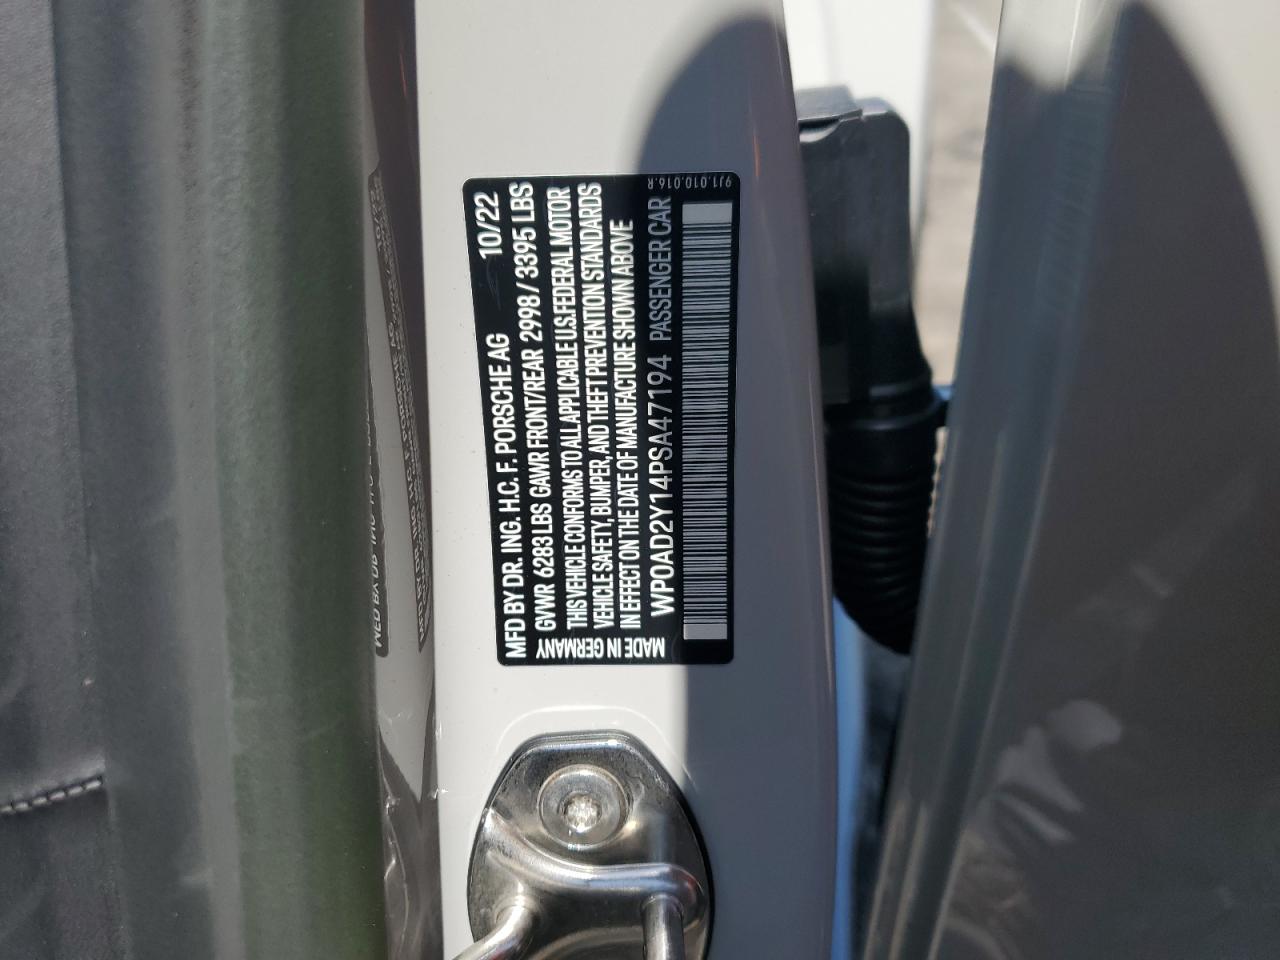 MFD BY DR. ING. H.C. F. PORSCHE AG 10/22
GVWR 6283 LBS GAWR FRONT/REAR 2998 / 3395 LBS
THIS VEHICLE CONFORMS TO ALL APPLICABLE U.S. FEDERAL MOTOR
VEHICLE SAFETY, BUMPER, AND THEFT PREVENTION STANDARDS
IN EFFECT ON THE DATE OF MANUFACTURE SHOWN ABOVE
WP0AD2Y14PSA47194 PASSENGER CAR
MADE IN GERMANY
9J1.010.016.R